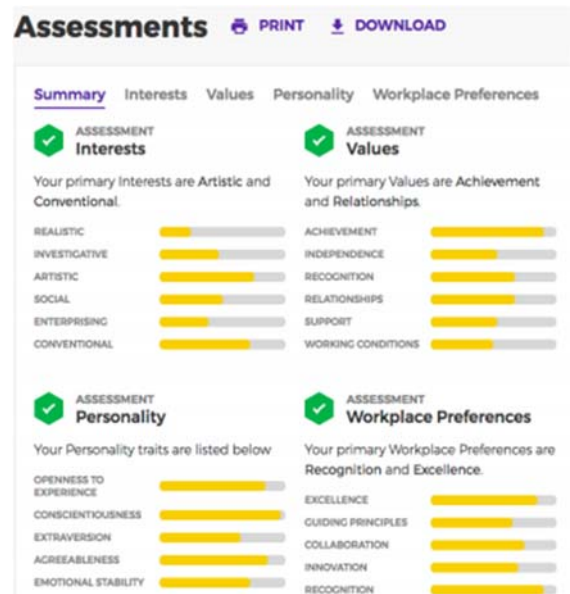 Assessments PRINT DOWNLOAD
Summary Interests Values Personality Workplace Preferences
ASSESSMENT
Interests
Your primary Interests are Artistic and
Conventional.
REALISTIC
INVESTIGATIVE
ARTISTIC
SOCIAL
ENTERPRISING
CONVENTIONAL
ASSESSMENT
Values
Your primary Values are Achievement
and Relationships.
ACHIEVEMENT
INDEPENDENCE
RECOGNITION
RELATIONSHIPS
SUPPORT
WORKING CONDITIONS
ASSESSMENT
Personality
Your Personality traits are listed below
OPENNESS TO
EXPERIENCE
CONSCIENTIOUSNESS
EXTRAVERSION
AGREEABLENESS
EMOTIONAL STABILITY
ASSESSMENT
Workplace Preferences
Your primary Workplace Preferences are
Recognition and Excellence.
EXCELLENCE
GUIDING PRINCIPLES
COLLABORATION
INNOVATION
RECOGNITION